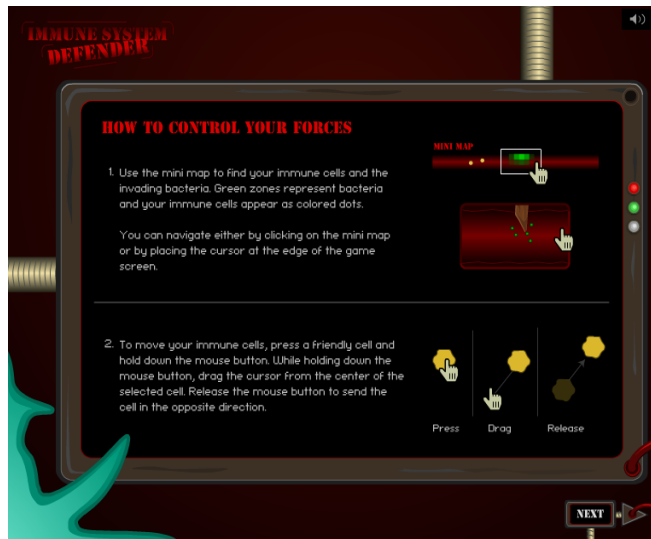 IMMUNE SYSTEM
DEFENDER
HOW TO CONTROL YOUR FORCES
MINI MAP
1. Use the mini map to find your immune cells and the
invading bacteria. Green zones represent bacteria
and your immune cells appear as colored dots.
You can navigate either by clicking on the mini map
or by placing the cursor at the edge of the game
screen.
2. To move your immune cells, press a friendly cell and
hold down the mouse button. While holding down the
mouse button, drag the cursor from the center of the
selected cell. Release the mouse button to send the
cell in the opposite direction.
Press Drag Release
NEXT